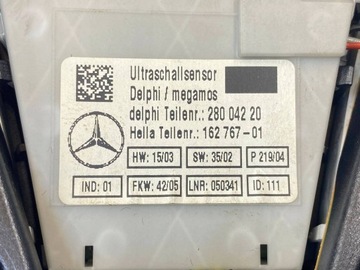 Ultraschallsensor
Delphi / megamos
delphi Teilenr.: 280 042 20
Hella Teilenr.: 162 767-01
HW: 15/03 SW: 35/02 P 219/04
IND: 01 FKW: 42/05 LNR: 050341 ID: 111